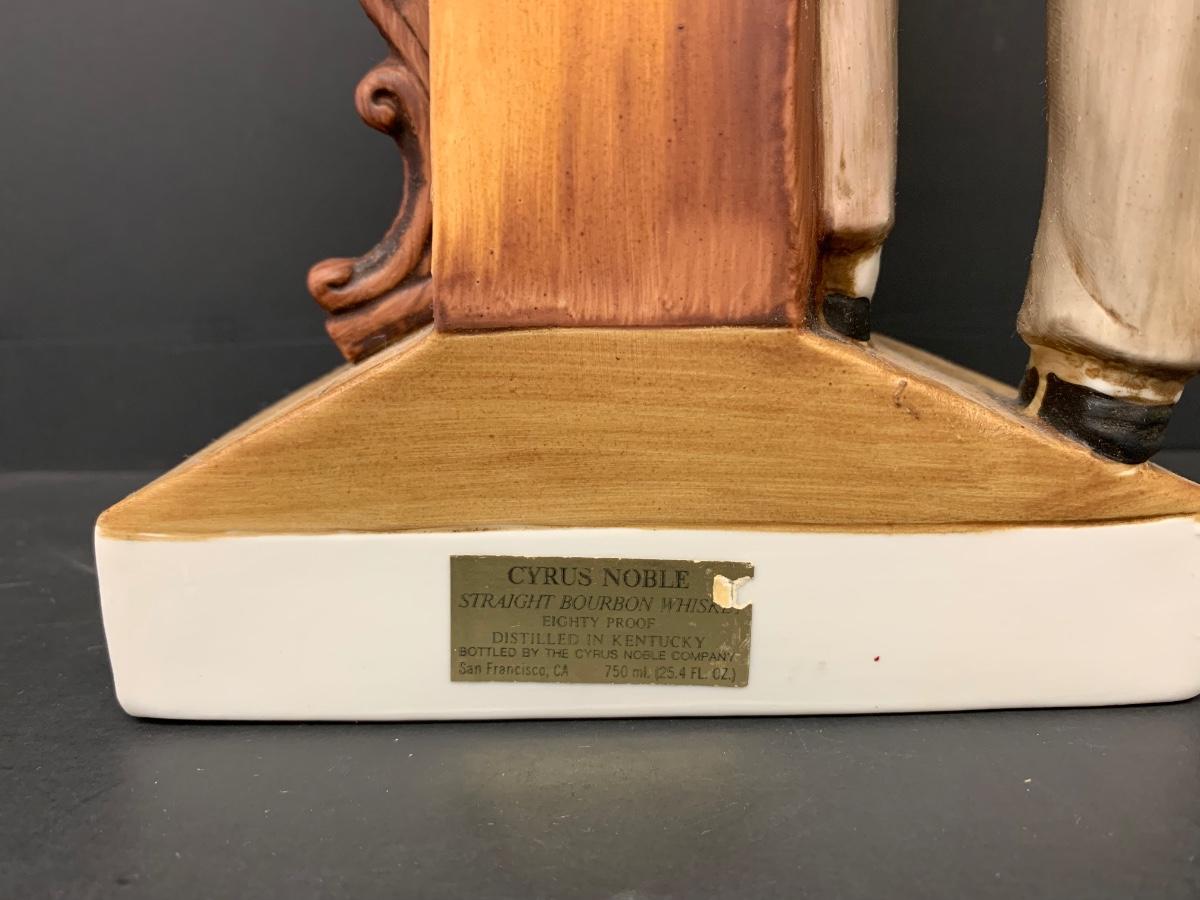 CYRUS NOBLE
STRAIGHT BOURBON WHISKEY
EIGHTY PROOF
DISTILLED IN KENTUCKY
BOTTLED BY THE CYRUS NOBLE COMPANY
San Francisco, CA 750 ml. (25.4 FL. OZ.)